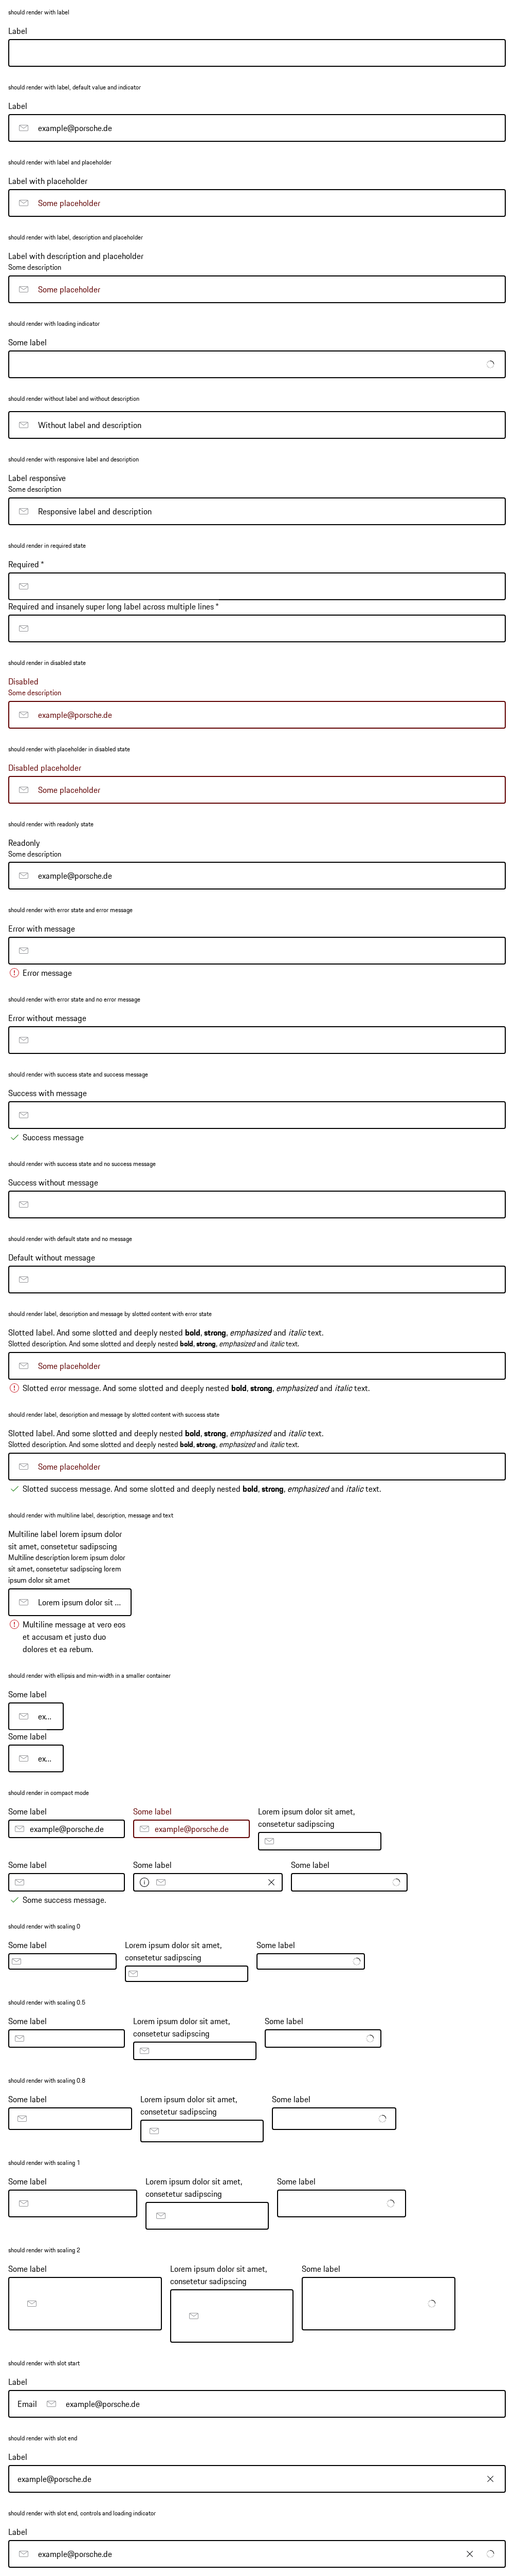 should render with label
Label
should render with label, default value and indicator
Label
example@porsche.de
should render with label and placeholder
Label with placeholder
Some placeholder
should render with label, description and placeholder
Label with description and placeholder
Some description
Some placeholder
should render with loading indicator
Some label
should render without label and without description
Without label and description
should render with responsive label and description
Label responsive
Some description
Responsive label and description
should render in required state
Required *
Required and insanely super long label across multiple lines *
should render in disabled state
Disabled
Some description
example@porsche.de
should render with placeholder in disabled state
Disabled placeholder
Some placeholder
should render with readonly state
Readonly
Some description
example@porsche.de
should render with error state and error message
Error with message
Error message
should render with error state and no error message
Error without message
should render with success state and success message
Success with message
Success message
should render with success state and no success message
Success without message
should render with default state and no message
Default without message
should render label, description and message by slotted content with error state
Slotted label. And some slotted and deeply nested bold, strong, emphasized and italic text.
Slotted description. And some slotted and deeply nested bold, strong, emphasized and italic text.
Some placeholder
Slotted error message. And some slotted and deeply nested bold, strong, emphasized and italic text.
should render label, description and message by slotted content with success state
Slotted label. And some slotted and deeply nested bold, strong, emphasized and italic text.
Slotted description. And some slotted and deeply nested bold, strong, emphasized and italic text.
Some placeholder
Slotted success message. And some slotted and deeply nested bold, strong, emphasized and italic text.
should render with multiline label, description, message and text
Multiline label lorem ipsum dolor
sit amet, consetetur sadipscing
Multiline description lorem ipsum dolor
sit amet, consetetur sadipscing lorem
ipsum dolor sit amet
Lorem ipsum dolor sit ...
Multiline message at vero eos
et accusam et justo duo
dolores et ea rebum.
should render with ellipsis and min-width in a smaller container
Some label
ex...
Some label
ex...
should render in compact mode
Some label
example@porsche.de
Some label
example@porsche.de
Lorem ipsum dolor sit amet,
consetetur sadipscing
Some label
Some success message.
Some label
Some label
should render with scaling 0
Some label
Lorem ipsum dolor sit amet,
consetetur sadipscing
Some label
should render with scaling 0.5
Some label
Lorem ipsum dolor sit amet,
consetetur sadipscing
Some label
should render with scaling 0.8
Some label
Lorem ipsum dolor sit amet,
consetetur sadipscing
Some label
should render with scaling 1
Some label
Lorem ipsum dolor sit amet,
consetetur sadipscing
Some label
should render with scaling 2
Some label
Lorem ipsum dolor sit amet,
consetetur sadipscing
Some label
should render with slot start
Label
Email example@porsche.de
should render with slot end
Label
example@porsche.de
should render with slot end, controls and loading indicator
Label
example@porsche.de